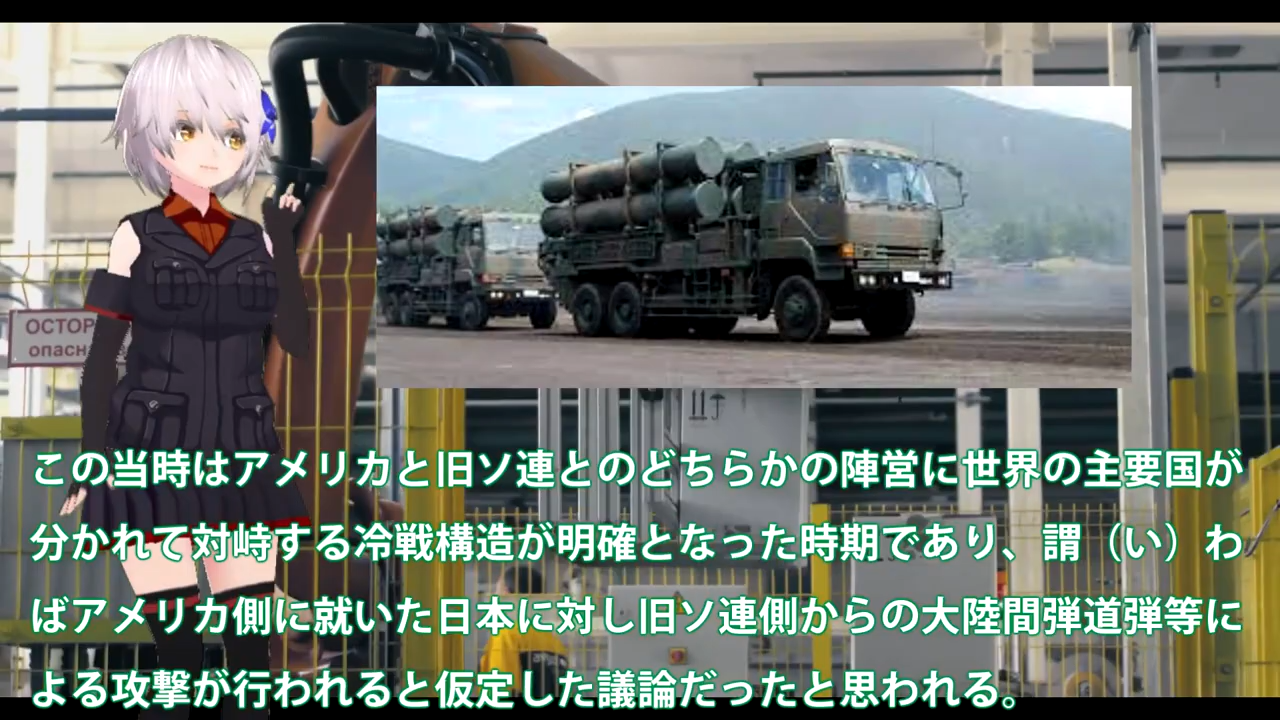 ОСТОР
опасн
この当時はアメリカと旧ソ連とのどちらかの陣営に世界の主要国が
分かれて対峙する冷戦構造が明確となった時期であり、謂（い）わ
ばアメリカ側に就いた日本に対し旧ソ連側からの大陸間弾道弾等に
よる攻撃が行われると仮定した議論だったと思われる。